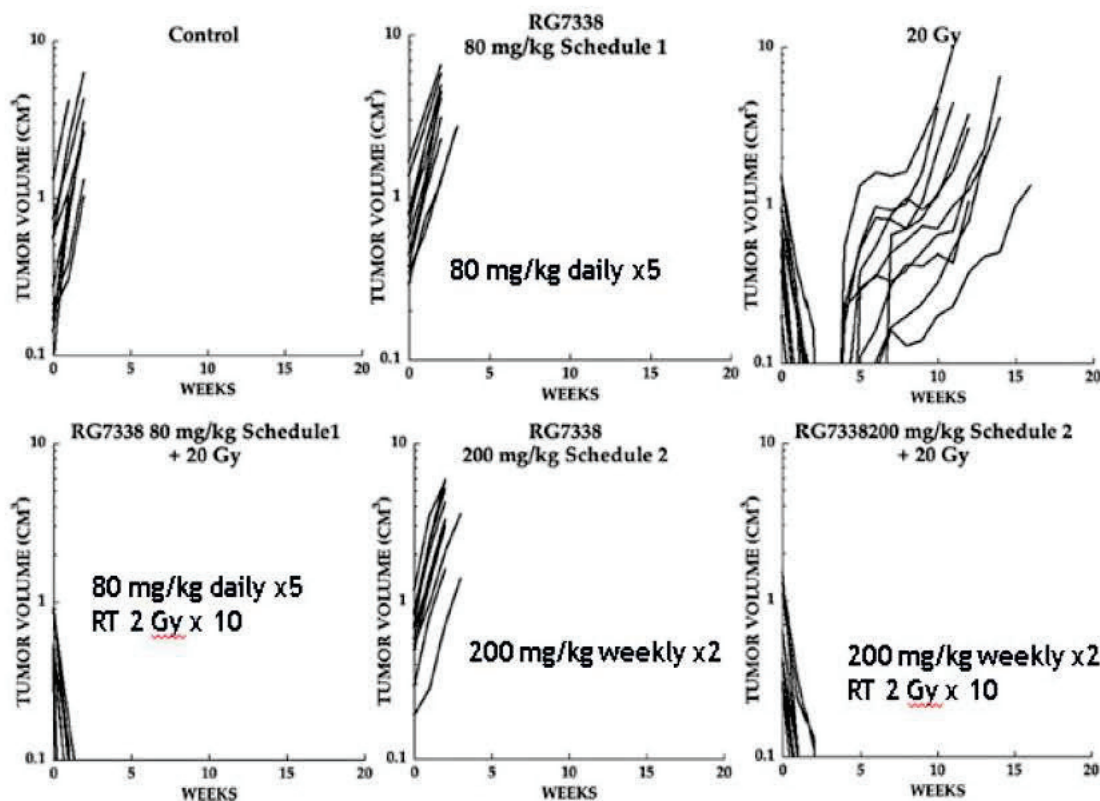 Control
TUMOR VOLUME (CM³)
10
1
0.1
0
5
10
15
20
WEEKS
RG7338
80 mg/kg Schedule 1
TUMOR VOLUME (CM³)
10
1
0.1
80 mg/kg daily x5
0
5
10
15
20
WEEKS
20 Gy
TUMOR VOLUME (CM³)
10
1
0.1
0
5
10
15
20
WEEKS
RG7338 80 mg/kg Schedule1
+ 20 Gy
TUMOR VOLUME (CM³)
10
1
0.1
80 mg/kg daily x5
RT 2 Gy x 10
0
5
10
15
20
WEEKS
RG7338
200 mg/kg Schedule 2
TUMOR VOLUME (CM³)
10
1
0.1
200 mg/kg weekly x2
0
5
10
15
20
WEEKS
RG7338200 mg/kg Schedule 2
+ 20 Gy
TUMOR VOLUME (CM³)
10
1
0.1
200 mg/kg weekly x2
RT 2 Gy x 10
0
5
10
15
20
WEEKS